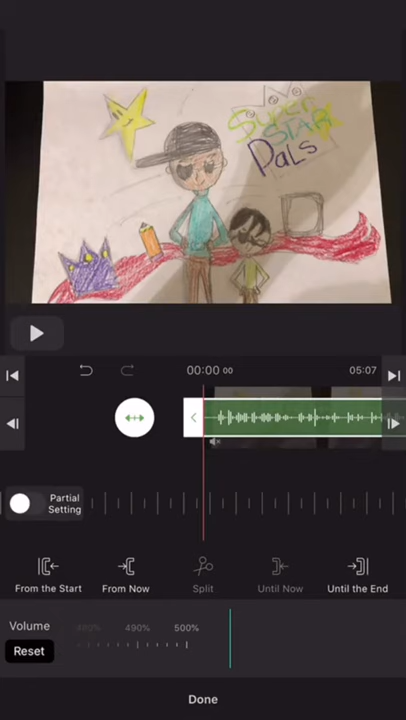 Super
STAR
PaLs
00:00 00
05:07
Partial
Setting
From the Start
From Now
Split
Until Now
Until the End
Volume
480%
490%
500%
Reset
Done